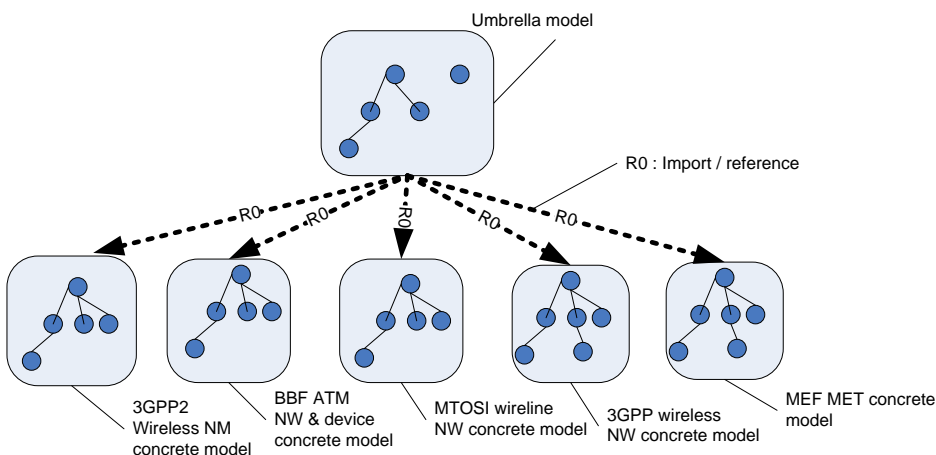 Umbrella model
R0 : Import / reference
R0
R0
R0
R0
R0
3GPP2
Wireless NM
concrete model
BBF ATM
NW & device
concrete model
MTOSI wireline
NW concrete model
3GPP wireless
NW concrete model
MEF MET concrete
model